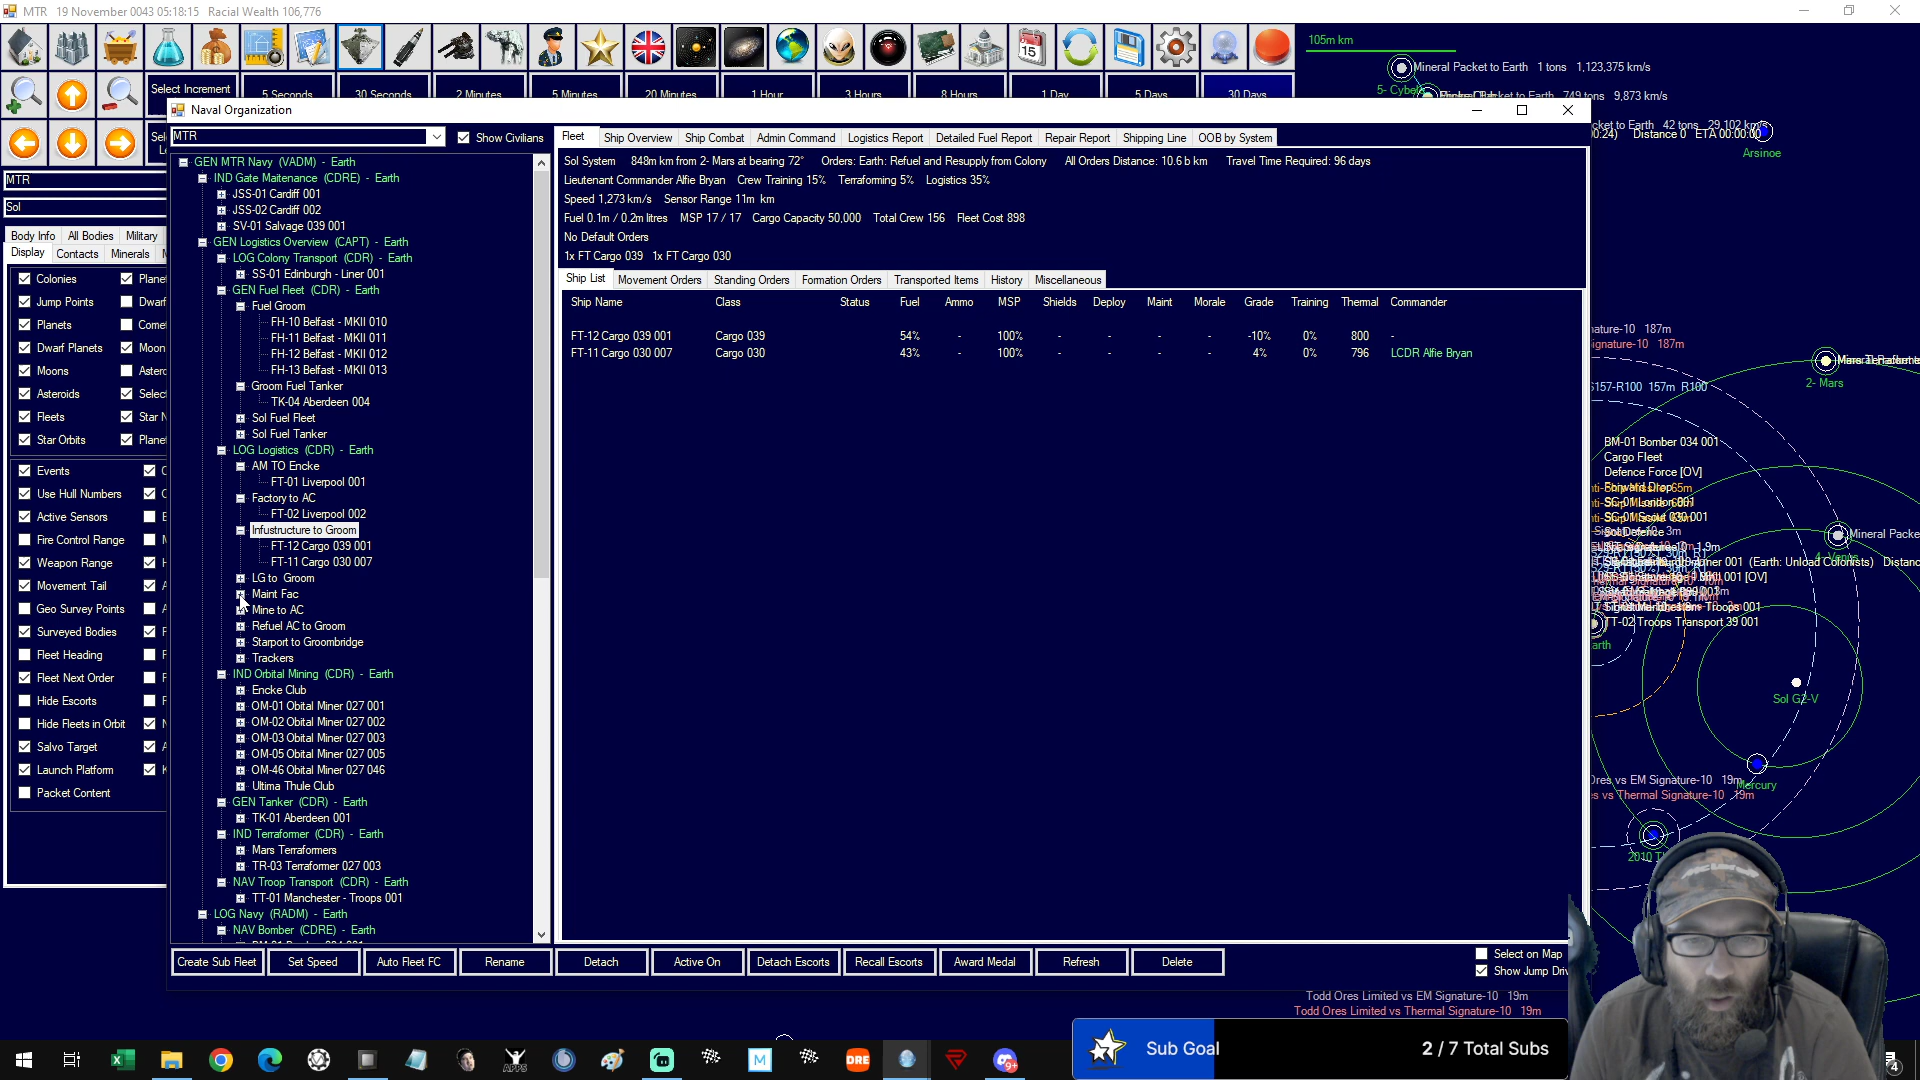 MTR 19 November 0043 05:18:15 Racial Wealth 106,776
105m km
Mineral Packet to Earth 1 tons 1,123,375 km/s
Select Increment 5 Seconds 30 Seconds 2 Minutes 5 Minutes 20 Minutes 1 Hour 3 Hours 8 Hours 1 Day 5 Days 30 Days
Naval Organization
MTR Show Civilians
Fleet Ship Overview Ship Combat Admin Command Logistics Report Detailed Fuel Report Repair Report Shipping Line OOB by System
Sol System 848m km from 2- Mars at bearing 72° Orders: Earth: Refuel and Resupply from Colony All Orders Distance: 10.6 b km Travel Time Required: 96 days
Lieutenant Commander Alfie Bryan Crew Training 15% Terraforming 5% Logistics 35%
Speed 1,273 km/s Sensor Range 11m km
Fuel 0.1m / 0.2m litres MSP 17 / 17 Cargo Capacity 50,000 Total Crew 156 Fleet Cost 898
No Default Orders
1x FT Cargo 039 1x FT Cargo 030
Ship List Movement Orders Standing Orders Formation Orders Transported Items History Miscellaneous
Ship Name Class Status Fuel Ammo MSP Shields Deploy Maint Morale Grade Training Thermal Commander
FT-12 Cargo 039 001 Cargo 039 54% - 100% - - - - -10% 0% 800 -
FT-11 Cargo 030 007 Cargo 030 43% - 100% - - - - 4% 0% 796 LCDR Alfie Bryan
GEN MTR Navy (VADM) - Earth
IND Gate Maitenance (CDRE) - Earth
JSS-01 Cardiff 001
JSS-02 Cardiff 002
SV-01 Salvage 039 001
GEN Logistics Overview (CAPT) - Earth
LOG Colony Transport (CDR) - Earth
SS-01 Edinburgh - Liner 001
GEN Fuel Fleet (CDR) - Earth
Fuel Groom
FH-10 Belfast - MKII 010
FH-11 Belfast - MKII 011
FH-12 Belfast - MKII 012
FH-13 Belfast - MKII 013
Groom Fuel Tanker
TK-04 Aberdeen 004
Sol Fuel Fleet
Sol Fuel Tanker
LOG Logistics (CDR) - Earth
AM TO Encke
FT-01 Liverpool 001
Factory to AC
FT-02 Liverpool 002
Infustructure to Groom
FT-12 Cargo 039 001
FT-11 Cargo 030 007
LG to Groom
Maint Fac
Mine to AC
Refuel AC to Groom
Starport to Groombridge
Trackers
IND Orbital Mining (CDR) - Earth
Encke Club
OM-01 Obital Miner 027 001
OM-02 Obital Miner 027 002
OM-03 Obital Miner 027 003
OM-05 Obital Miner 027 005
OM-46 Obital Miner 027 046
Ultima Thule Club
GEN Tanker (CDR) - Earth
TK-01 Aberdeen 001
IND Terraformer (CDR) - Earth
Mars Terraformers
TR-03 Terraformer 027 003
NAV Troop Transport (CDR) - Earth
TT-01 Manchester - Troops 001
LOG Navy (RADM) - Earth
NAV Bomber (CDRE) - Earth
Create Sub Fleet Set Speed Auto Fleet FC Rename Detach Active On Detach Escorts Recall Escorts Award Medal Refresh Delete
Select on Map
Show Jump Driv
MTR
Sol
Body Info All Bodies Military
Display Contacts Minerals
Colonies
Jump Points
Planets
Dwarf Planets
Moons
Asteroids
Fleets
Star Orbits
Events
Use Hull Numbers
Active Sensors
Fire Control Range
Weapon Range
Movement Tail
Geo Survey Points
Surveyed Bodies
Fleet Heading
Fleet Next Order
Hide Escorts
Hide Fleets in Orbit
Salvo Target
Launch Platform
Packet Content
Arsinoe
2- Mars
BM-01 Bomber 034 001
Cargo Fleet
Defence Force [OV]
TT-02 Troops Transport 39 001
Sol G2-V
Mercury
Todd Ores Limited vs EM Signature-10 19m
Todd Ores Limited vs Thermal Signature-10 19m
Sub Goal 2 / 7 Total Subs